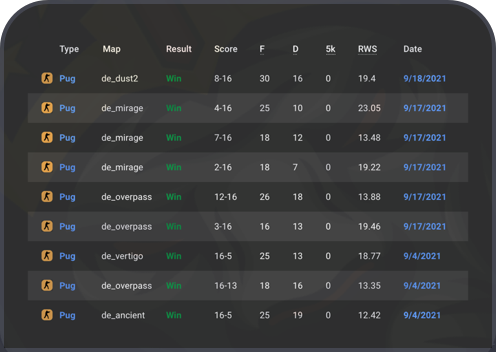 Type Map Result Score F D 5k RWS Date
Pug de_dust2 Win 8-16 30 16 0 19.4 9/18/2021
Pug de_mirage Win 4-16 25 10 0 23.05 9/17/2021
Pug de_mirage Win 7-16 18 12 0 13.48 9/17/2021
Pug de_mirage Win 2-16 18 7 0 19.22 9/17/2021
Pug de_overpass Win 12-16 26 18 0 13.88 9/17/2021
Pug de_overpass Win 3-16 16 13 0 19.46 9/17/2021
Pug de_vertigo Win 16-5 25 13 0 18.77 9/4/2021
Pug de_overpass Win 16-13 18 16 0 13.35 9/4/2021
Pug de_ancient Win 16-5 25 19 0 12.42 9/4/2021